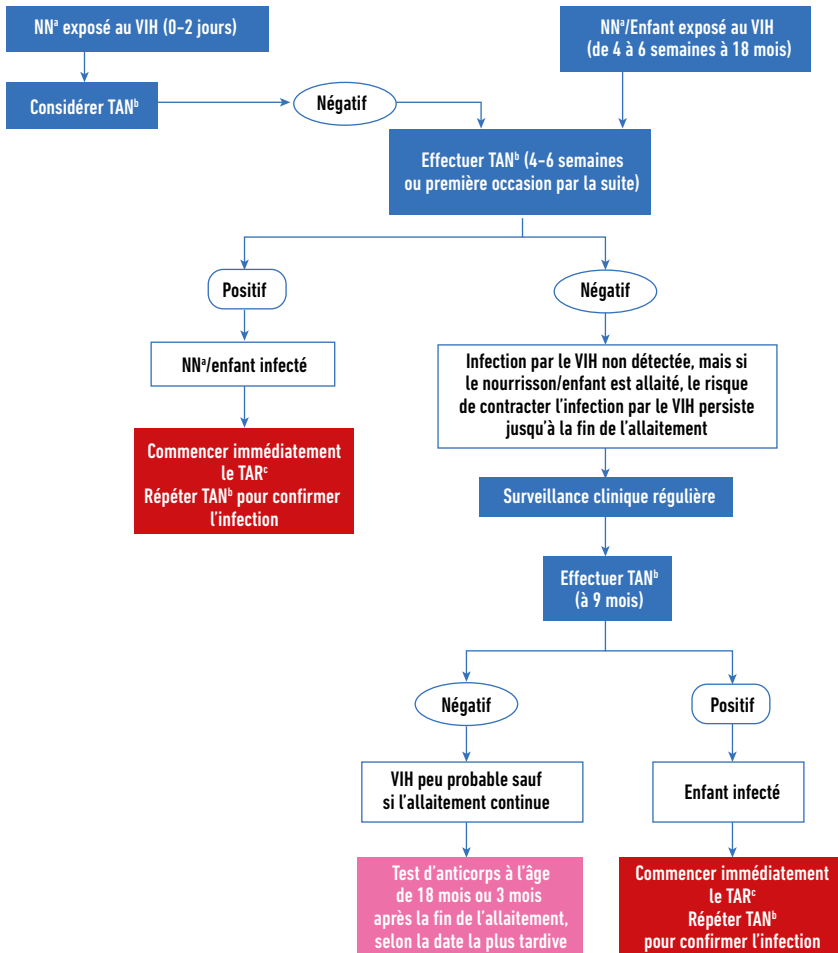 NNᵃ exposé au VIH (0–2 jours)
NNᵃ/Enfant exposé au VIH
(de 4 à 6 semaines à 18 mois)
Considérer TANᵇ
Négatif
Effectuer TANᵇ (4–6 semaines
ou première occasion par la suite)
Positif
Négatif
NNᵃ/enfant infecté
Infection par le VIH non détectée, mais si
le nourrisson/enfant est allaité, le risque
de contracter l’infection par le VIH persiste
jusqu’à la fin de l’allaitement
Commencer immédiatement
le TARᶜ
Répéter TANᵇ pour confirmer
l’infection
Surveillance clinique régulière
Effectuer TANᵇ
(à 9 mois)
Négatif
Positif
VIH peu probable sauf
si l’allaitement continue
Enfant infecté
Test d’anticorps à l’âge
de 18 mois ou 3 mois
après la fin de l’allaitement,
selon la date la plus tardive
Commencer immédiatement
le TARᶜ
Répéter TANᵇ
pour confirmer l’infection